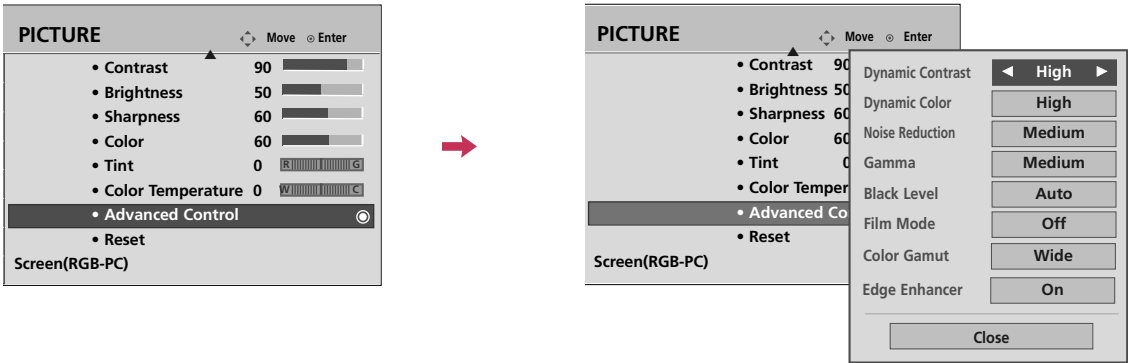 PICTURE Move Enter
• Contrast 90
• Brightness 50
• Sharpness 60
• Color 60
• Tint 0 R G
• Color Temperature 0 W C
• Advanced Control
• Reset
Screen(RGB-PC)
PICTURE Move Enter
• Contrast 90
• Brightness 50
• Sharpness 60
• Color 60
• Tint 0
• Color Temper
• Advanced Co
• Reset
Screen(RGB-PC)
Dynamic Contrast ◀ High ▶
Dynamic Color High
Noise Reduction Medium
Gamma Medium
Black Level Auto
Film Mode Off
Color Gamut Wide
Edge Enhancer On
Close